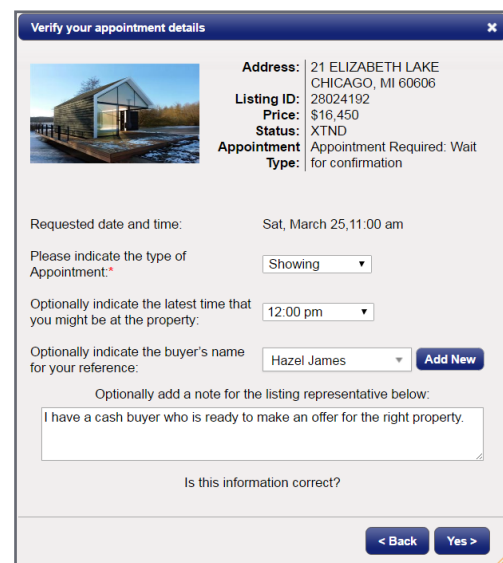 Verify your appointment details
Address: 21 ELIZABETH LAKE
CHICAGO, MI 60606
Listing ID: 28024192
Price: $16,450
Status: XTND
Appointment Appointment Required: Wait
Type: for confirmation
Requested date and time: Sat, March 25,11:00 am
Please indicate the type of
Appointment:* Showing
Optionally indicate the latest time that
you might be at the property: 12:00 pm
Optionally indicate the buyer's name
for your reference: Hazel James Add New
Optionally add a note for the listing representative below:
I have a cash buyer who is ready to make an offer for the right property.
Is this information correct?
< Back Yes >